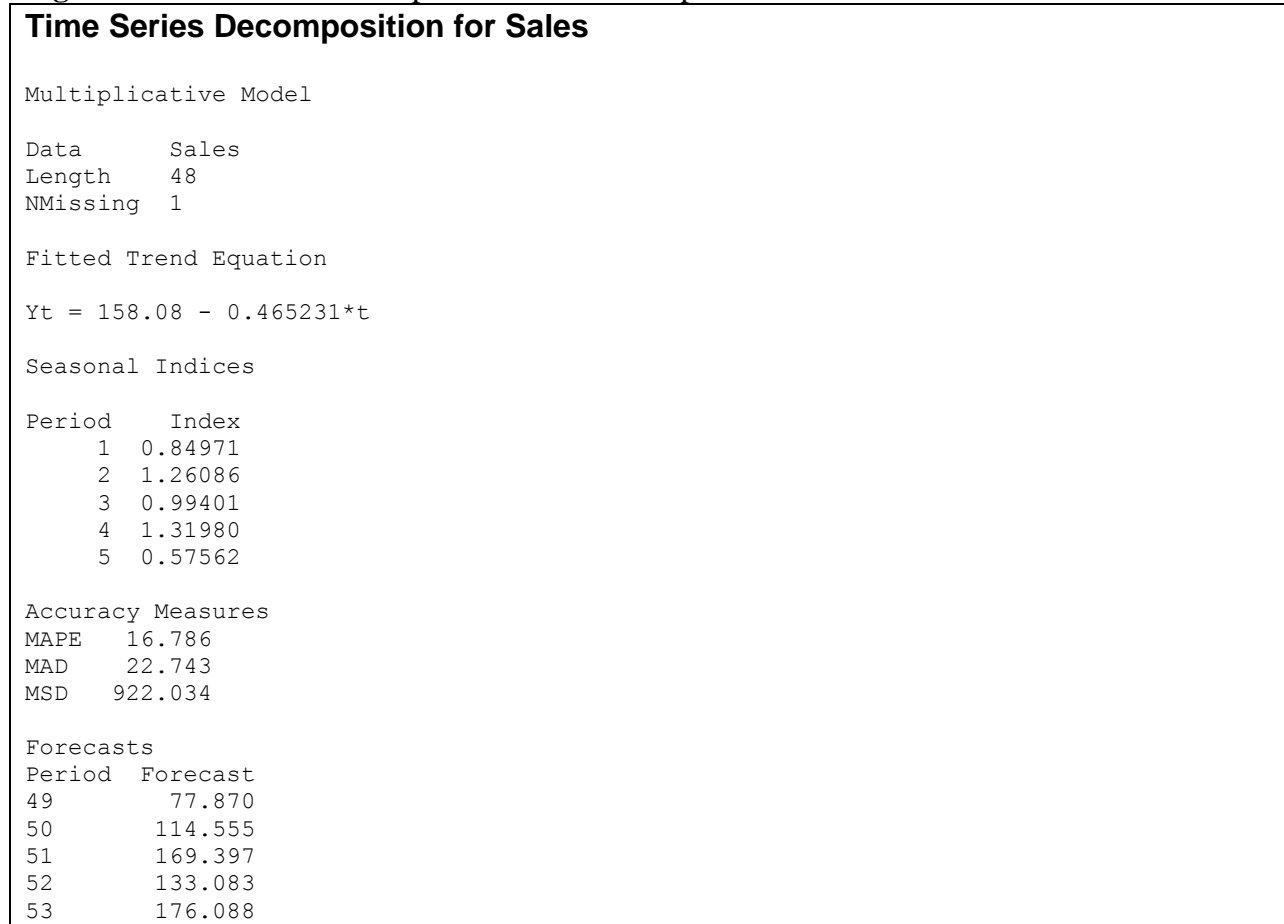 Time Series Decomposition for Sales
Multiplicative Model
Data Sales
Length 48
NMissing 1
Fitted Trend Equation
Yt = 158.08 - 0.465231*t
Seasonal Indices
Period Index
1 0.84971
2 1.26086
3 0.99401
4 1.31980
5 0.57562
Accuracy Measures
MAPE 16.786
MAD 22.743
MSD 922.034
Forecasts
Period Forecast
49 77.870
50 114.555
51 169.397
52 133.083
53 176.088